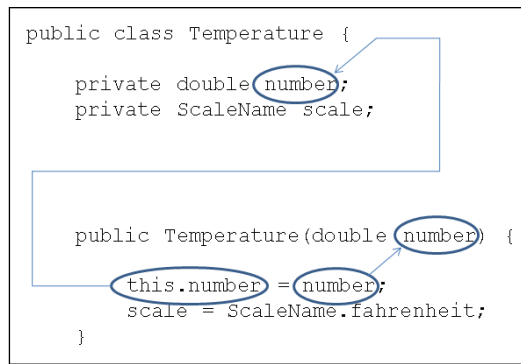 public class Temperature {
private double number;
private ScaleName scale;
public Temperature(double number) {
this.number = number;
scale = ScaleName.fahrenheit;
}